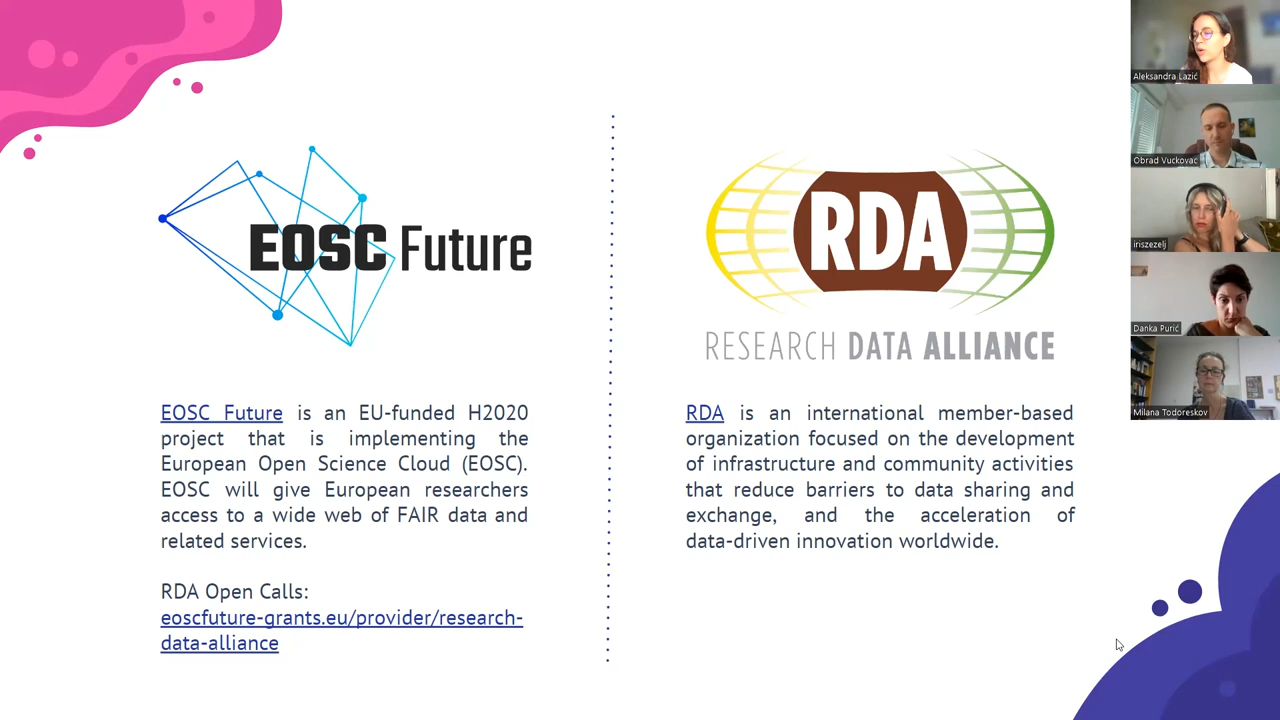 EOSC Future
EOSC Future is an EU-funded H2020
project that is implementing the
European Open Science Cloud (EOSC).
EOSC will give European researchers
access to a wide web of FAIR data and
related services.
RDA Open Calls:
eoscfuture-grants.eu/provider/research-
data-alliance
RDA
RESEARCH DATA ALLIANCE
RDA is an international member-based
organization focused on the development
of infrastructure and community activities
that reduce barriers to data sharing and
exchange, and the acceleration of
data-driven innovation worldwide.
Aleksandra Lazić
Obrad Vuckovac
iriszezelj
Danka Purić
Milana Todoreskov